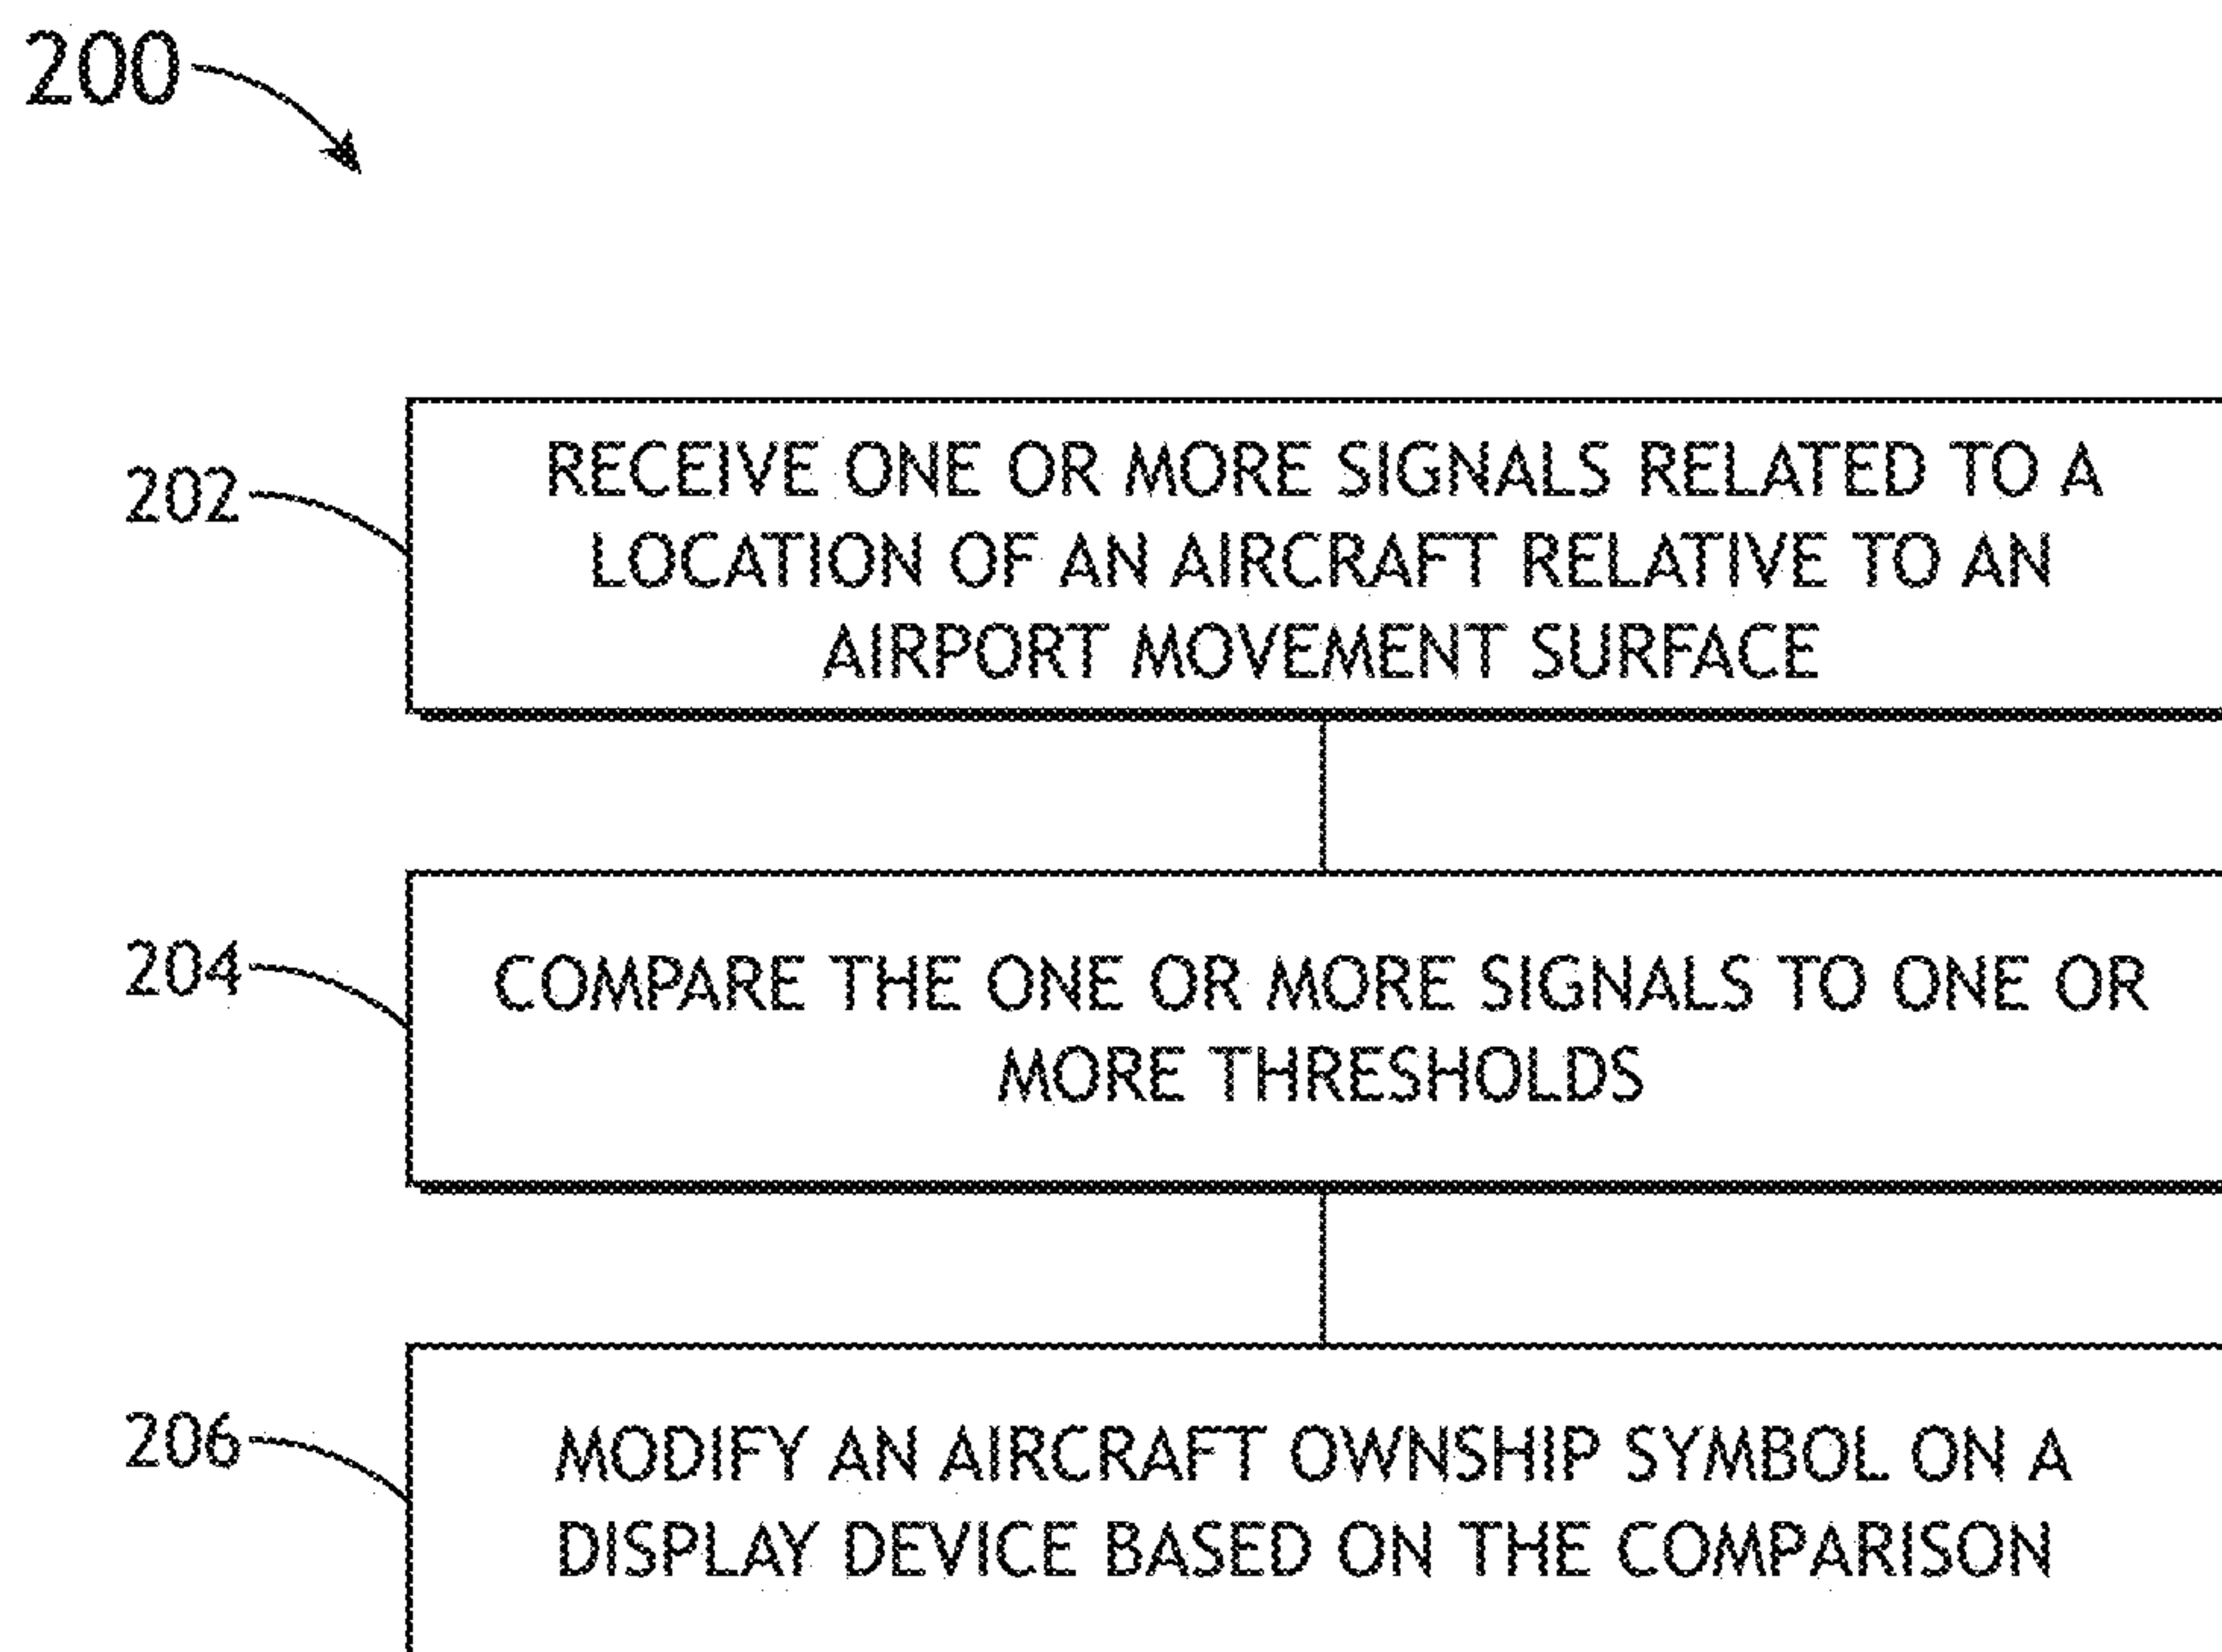 200
202
RECEIVE ONE OR MORE SIGNALS RELATED TO A
LOCATION OF AN AIRCRAFT RELATIVE TO AN
AIRPORT MOVEMENT SURFACE
204
COMPARE THE ONE OR MORE SIGNALS TO ONE OR
MORE THRESHOLDS
206
MODIFY AN AIRCRAFT OWNSHIP SYMBOL ON A
DISPLAY DEVICE BASED ON THE COMPARISON